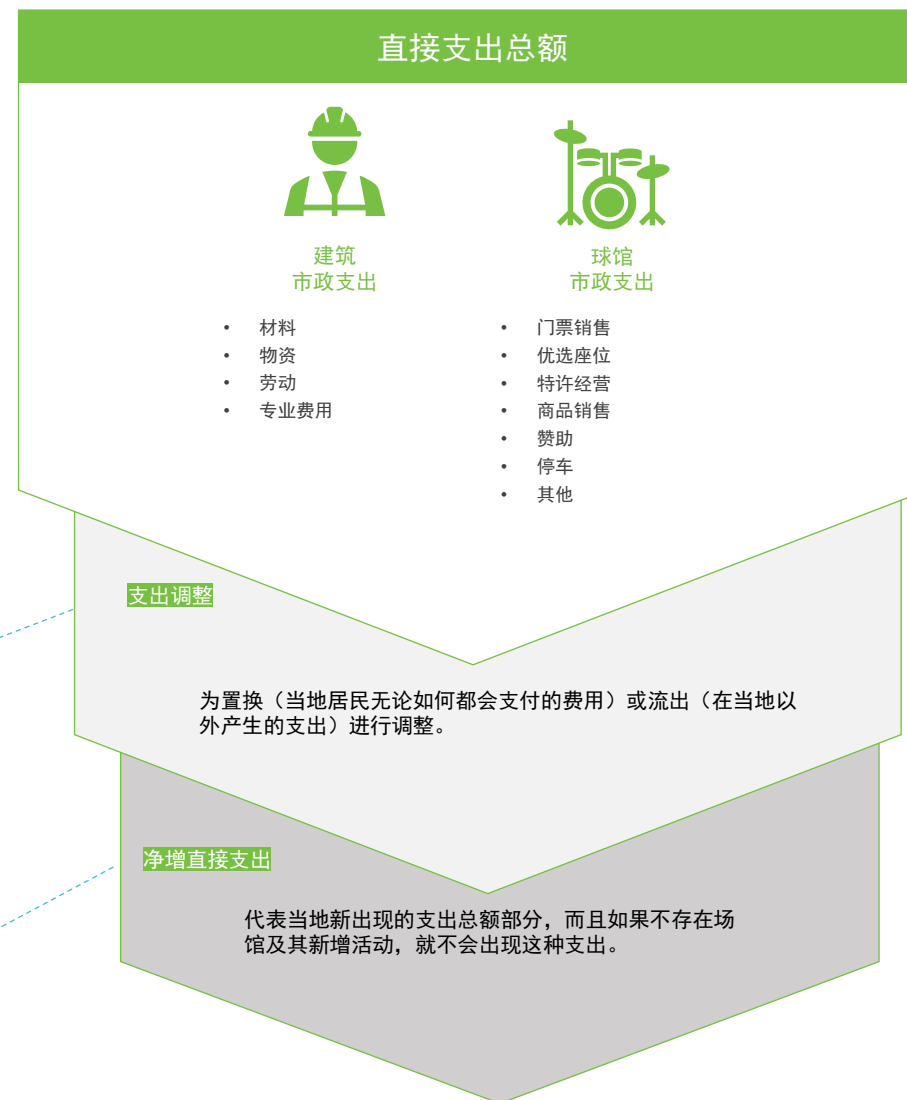 直接支出总额
建筑
市政支出
• 材料
• 物资
• 劳动
• 专业费用
球馆
市政支出
• 门票销售
• 优选座位
• 特许经营
• 商品销售
• 赞助
• 停车
• 其他
支出调整
为置换（当地居民无论如何都会支付的费用）或流出（在当地以
外产生的支出）进行调整。
净增直接支出
代表当地新出现的支出总额部分，而且如果不存在场
馆及其新增活动，就不会出现这种支出。